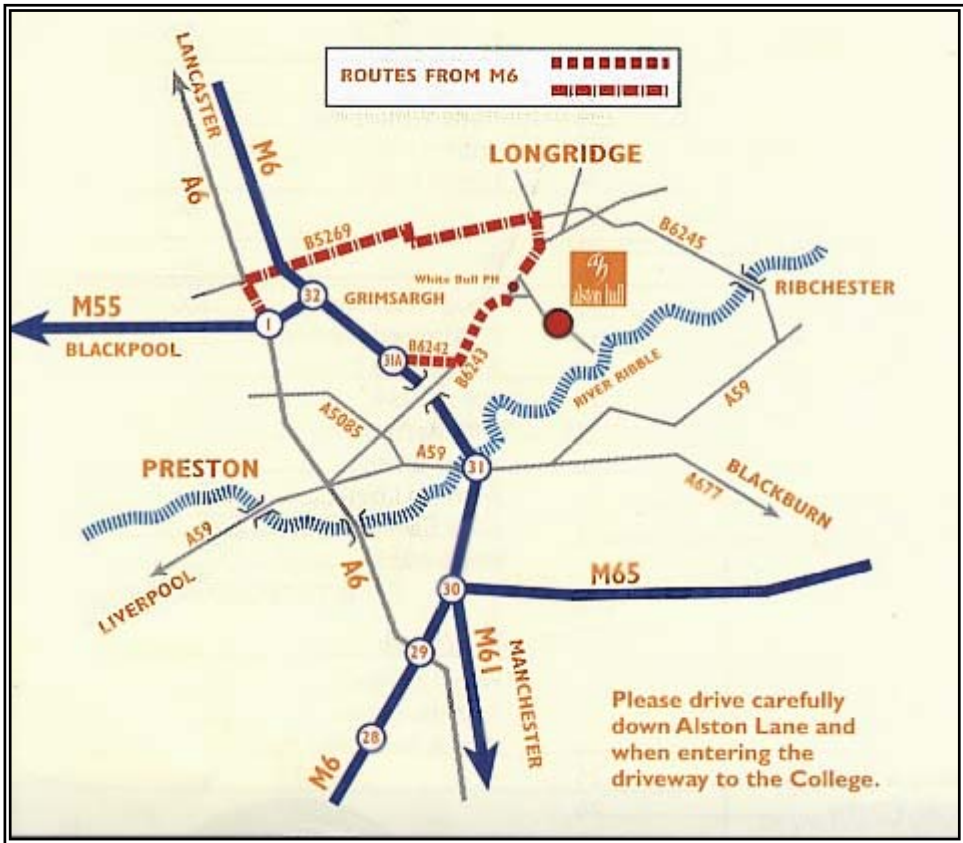 ROUTES FROM M6
LANCASTER
A6
M6
LONGRIDGE
B5269
B6245
White Bull PH
ah
alston hall
RIBCHESTER
32
GRIMSARGH
M55
1
BLACKPOOL
31A
B6242
B6243
RIVER RIBBLE
A59
A5085
A59
31
PRESTON
A59
A677
BLACKBURN
LIVERPOOL
A6
30
M65
29
M61
MANCHESTER
28
M6
Please drive carefully
down Alston Lane and
when entering the
driveway to the College.